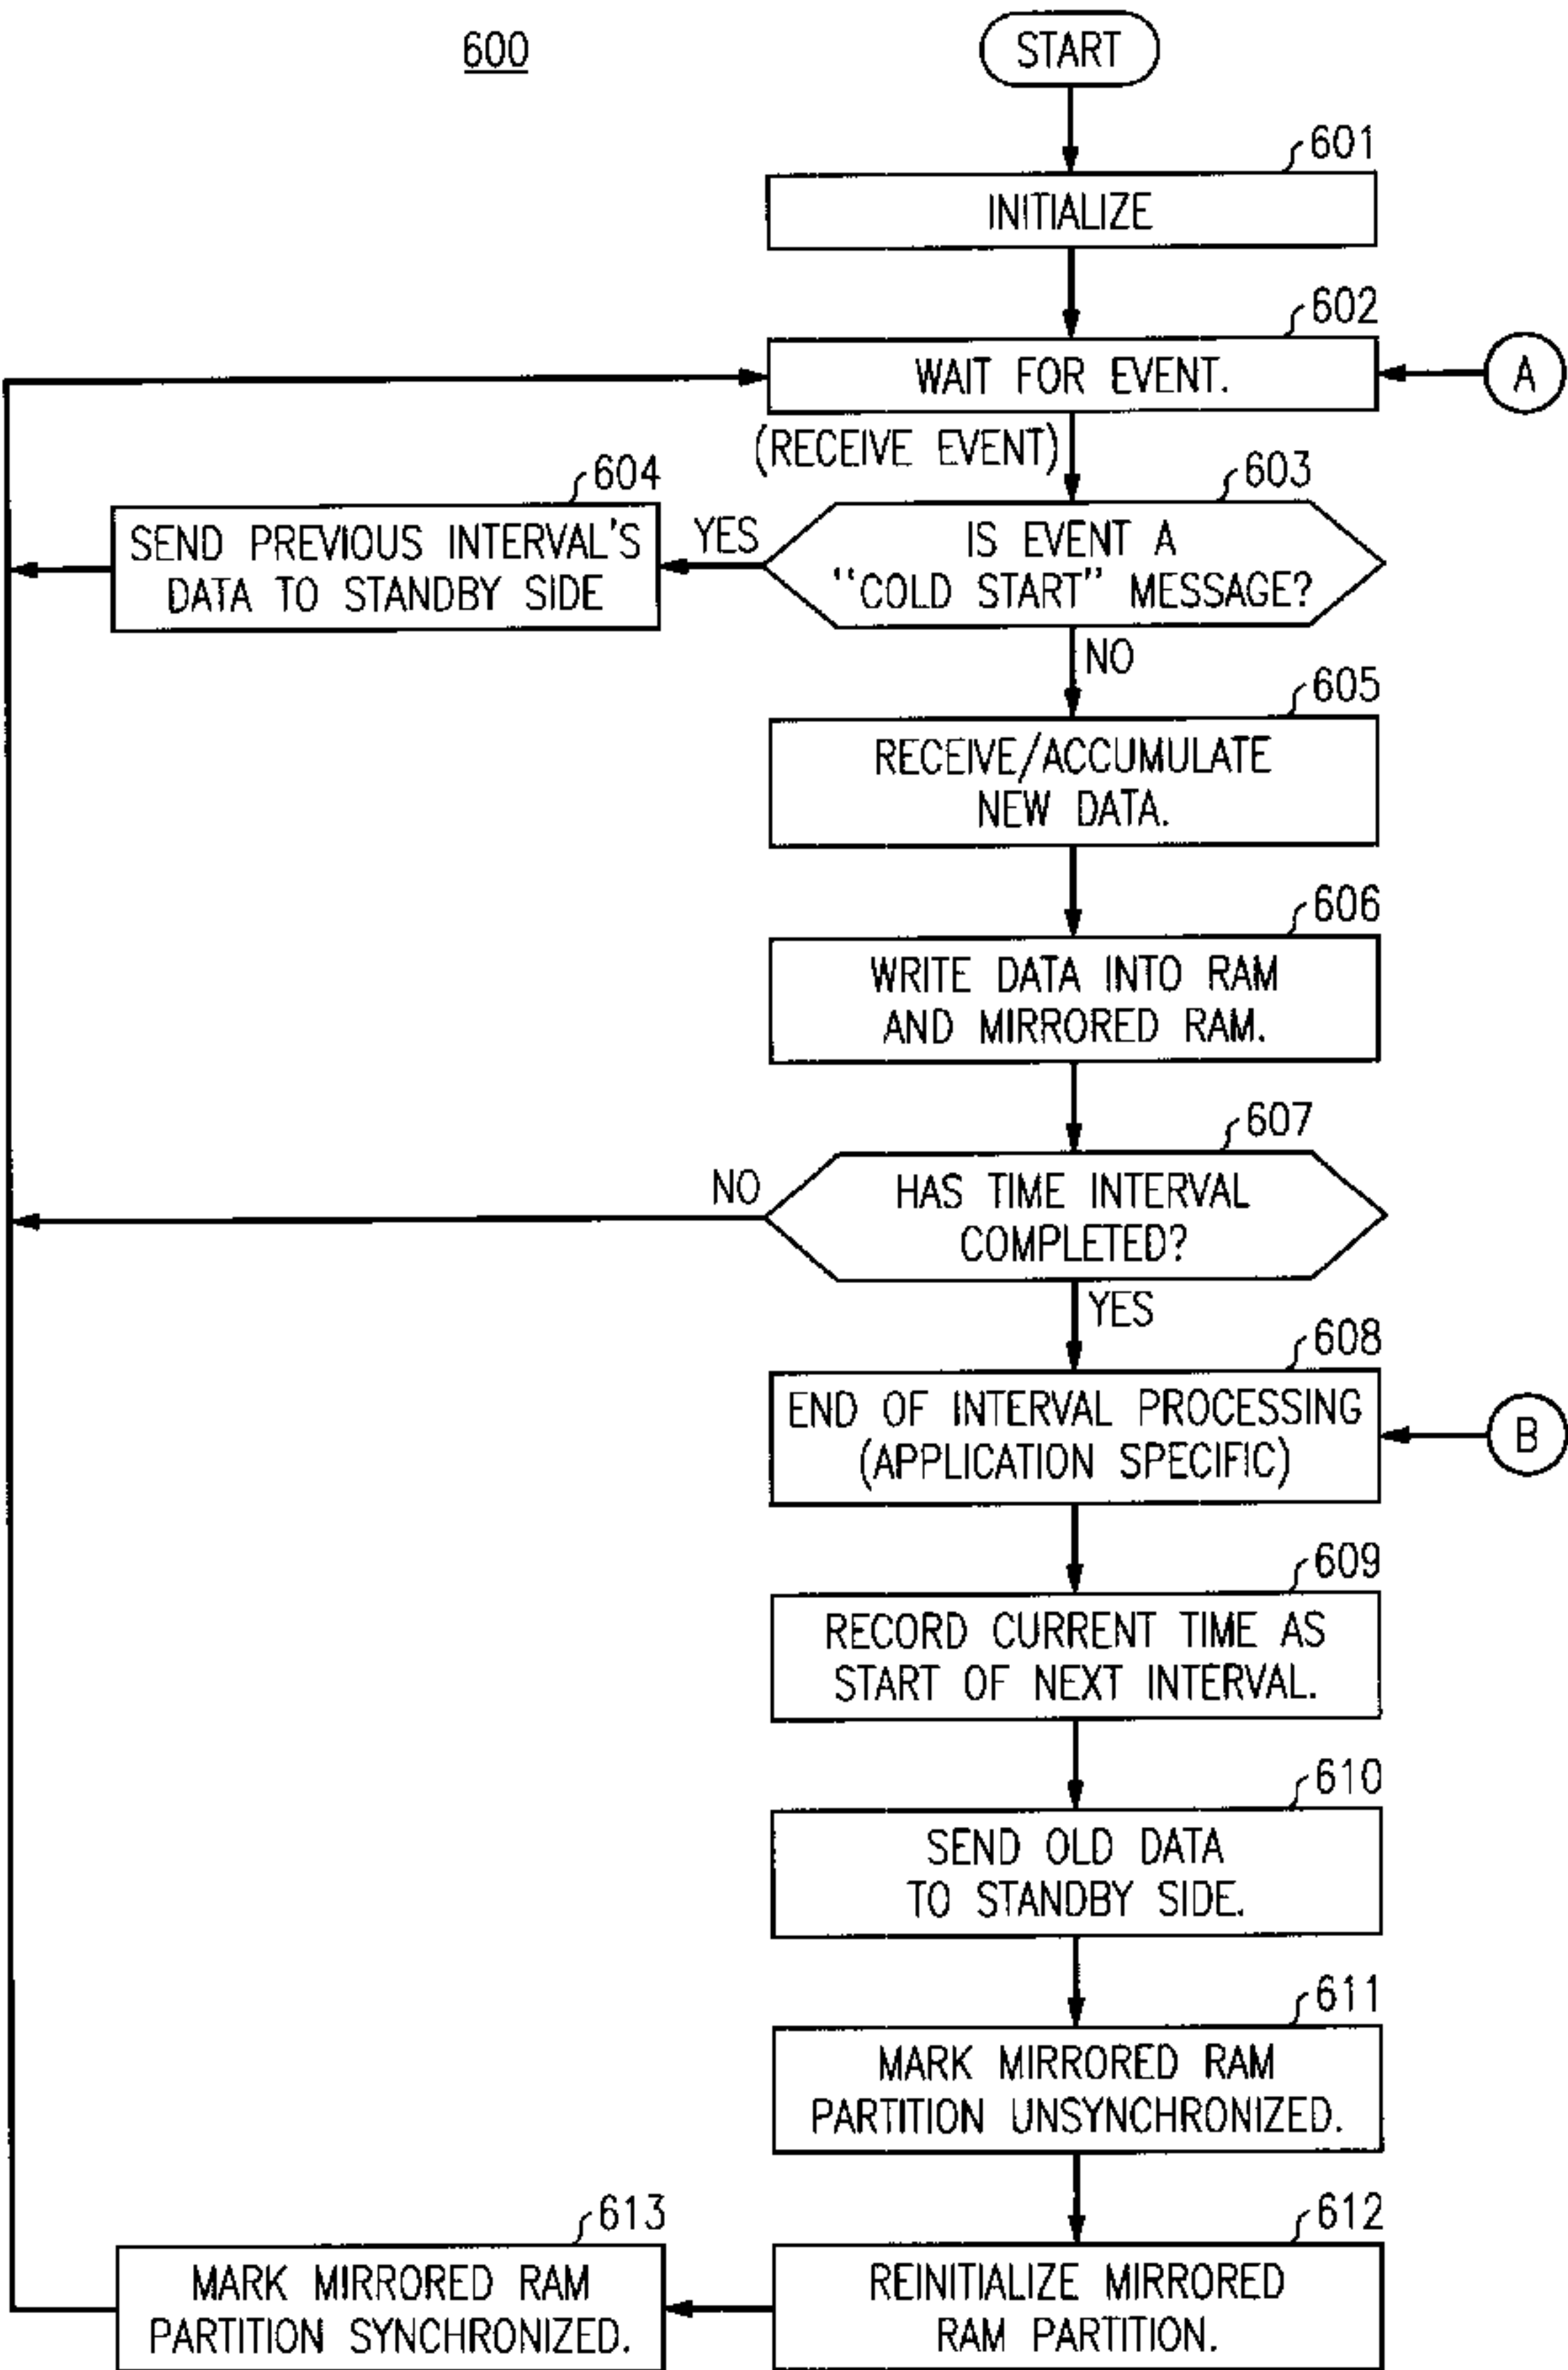 600
START
601
INITIALIZE
602
WAIT FOR EVENT.
A
(RECEIVE EVENT)
603
IS EVENT A
"COLD START" MESSAGE?
YES
604
SEND PREVIOUS INTERVAL'S
DATA TO STANDBY SIDE
NO
605
RECEIVE/ACCUMULATE
NEW DATA.
606
WRITE DATA INTO RAM
AND MIRRORED RAM.
607
HAS TIME INTERVAL
COMPLETED?
NO
YES
608
END OF INTERVAL PROCESSING
(APPLICATION SPECIFIC)
B
609
RECORD CURRENT TIME AS
START OF NEXT INTERVAL.
610
SEND OLD DATA
TO STANDBY SIDE.
611
MARK MIRRORED RAM
PARTITION UNSYNCHRONIZED.
612
REINITIALIZE MIRRORED
RAM PARTITION.
613
MARK MIRRORED RAM
PARTITION SYNCHRONIZED.